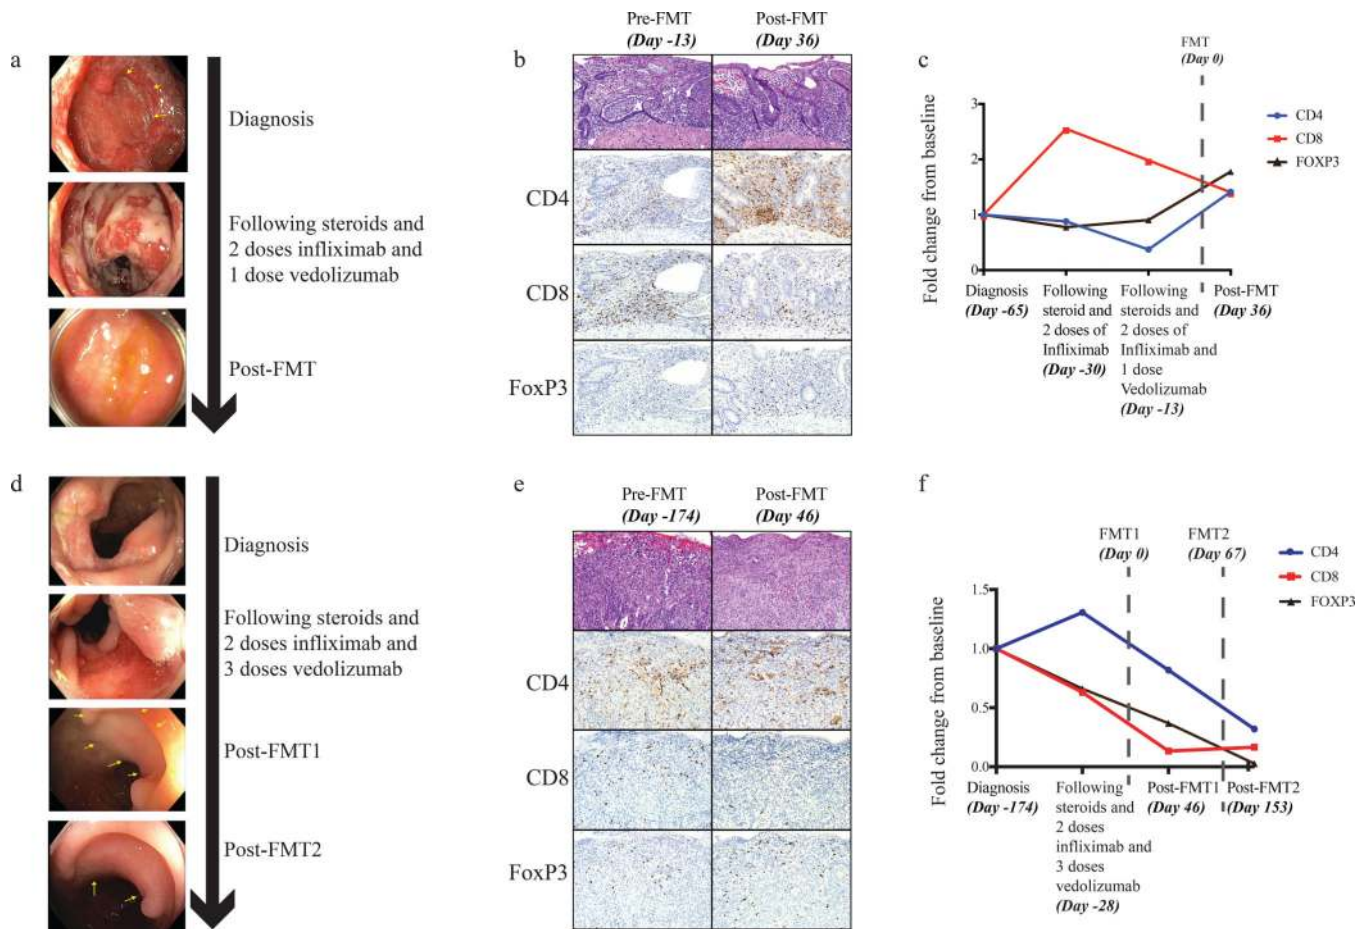 a
Diagnosis
Following steroids and
2 doses infliximab and
1 dose vedolizumab
Post-FMT
b
Pre-FMT
(Day -13)
Post-FMT
(Day 36)
CD4
CD8
FoxP3
c
FMT
(Day 0)
Fold change from baseline
3
2
1
0
CD4
CD8
FOXP3
Diagnosis
(Day -65)
Following
steroid and
2 doses of
Infliximab
(Day -30)
Following
steroids and
2 doses of
Infliximab and
1 dose
Vedolizumab
(Day -13)
Post-FMT
(Day 36)
d
Diagnosis
Following steroids and
2 doses infliximab and
3 doses vedolizumab
Post-FMT1
Post-FMT2
e
Pre-FMT
(Day -174)
Post-FMT
(Day 46)
CD4
CD8
FoxP3
f
FMT1
(Day 0)
FMT2
(Day 67)
Fold change from baseline
1.5
1.0
0.5
0.0
CD4
CD8
FOXP3
Diagnosis
(Day -174)
Following
steroids and
2 doses
infliximab and
3 doses
vedolizumab
(Day -28)
Post-FMT1
(Day 46)
Post-FMT2
(Day 153)